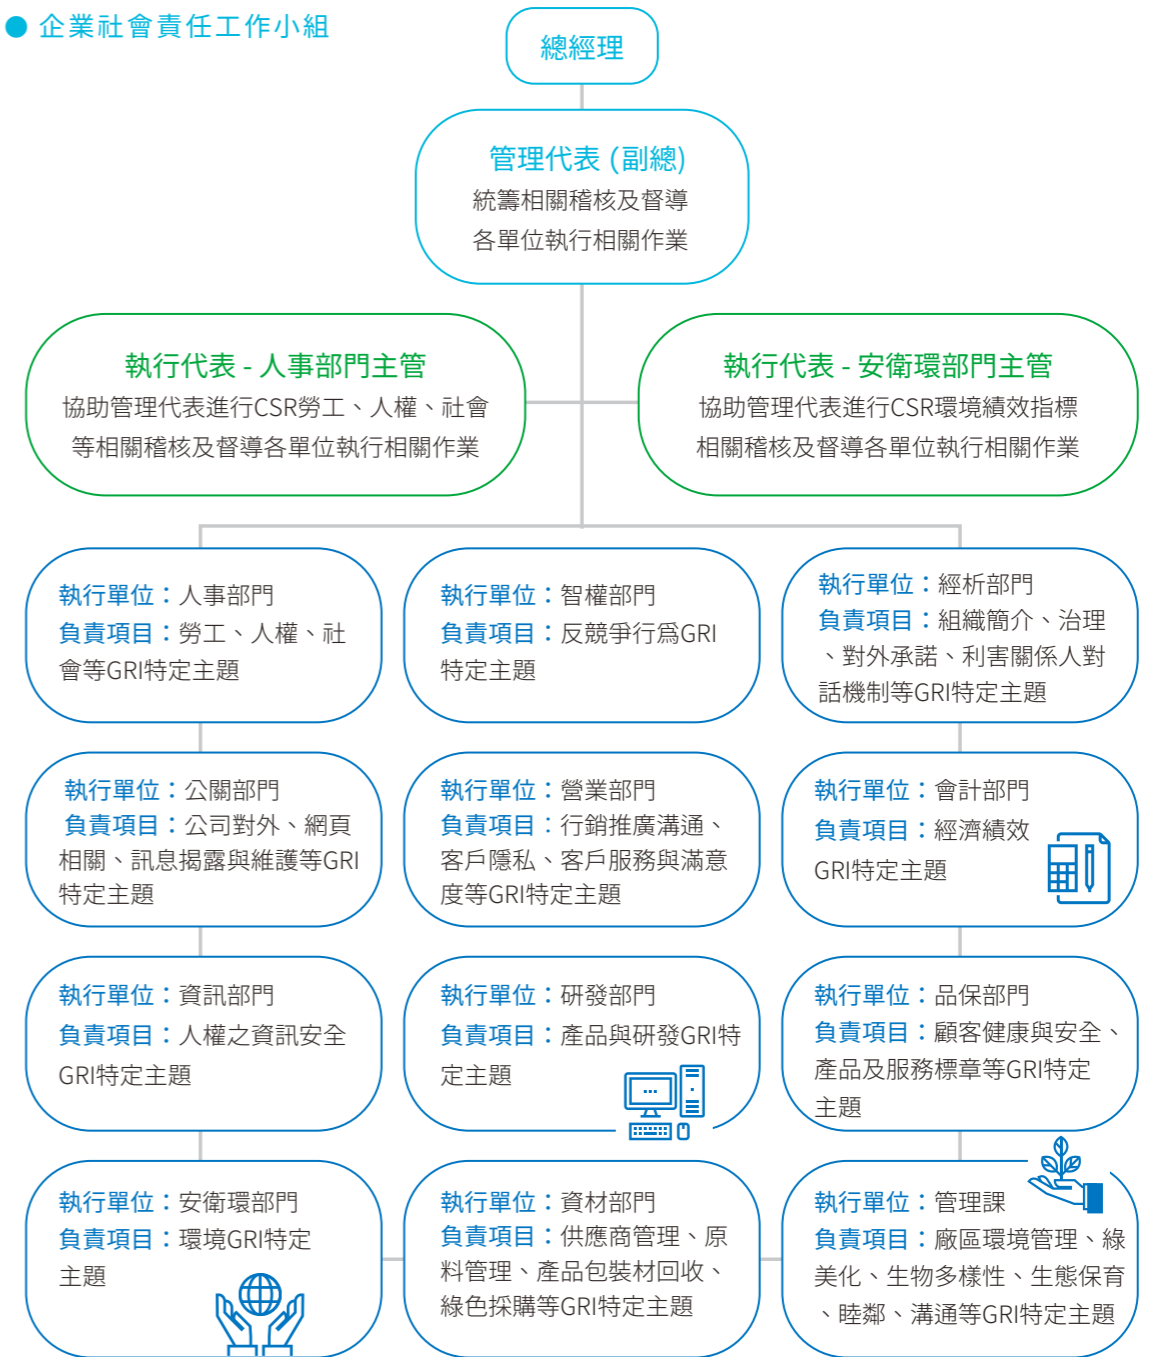 ● 企業社會責任工作小組
總經理
管理代表 (副總)
統籌相關稽核及督導
各單位執行相關作業
執行代表 - 人事部門主管
協助管理代表進行CSR勞工、人權、社會
等相關稽核及督導各單位執行相關作業
執行代表 - 安衛環部門主管
協助管理代表進行CSR環境績效指標
相關稽核及督導各單位執行相關作業
執行單位：人事部門
負責項目：勞工、人權、社
會等GRI特定主題
執行單位：智權部門
負責項目：反競爭行爲GRI
特定主題
執行單位：經析部門
負責項目：組織簡介、治理
、對外承諾、利害關係人對
話機制等GRI特定主題
執行單位：公關部門
負責項目：公司對外、網頁
相關、訊息揭露與維護等GRI
特定主題
執行單位：營業部門
負責項目：行銷推廣溝通、
客戶隱私、客戶服務與滿意
度等GRI特定主題
執行單位：會計部門
負責項目：經濟績效
GRI特定主題
執行單位：資訊部門
負責項目：人權之資訊安全
GRI特定主題
執行單位：研發部門
負責項目：產品與研發GRI特
定主題
執行單位：品保部門
負責項目：顧客健康與安全、
產品及服務標章等GRI特定
主題
執行單位：安衛環部門
負責項目：環境GRI特定
主題
執行單位：資材部門
負責項目：供應商管理、原
料管理、產品包裝材回收、
綠色採購等GRI特定主題
執行單位：管理課
負責項目：廠區環境管理、綠
美化、生物多樣性、生態保育
、睦鄰、溝通等GRI特定主題